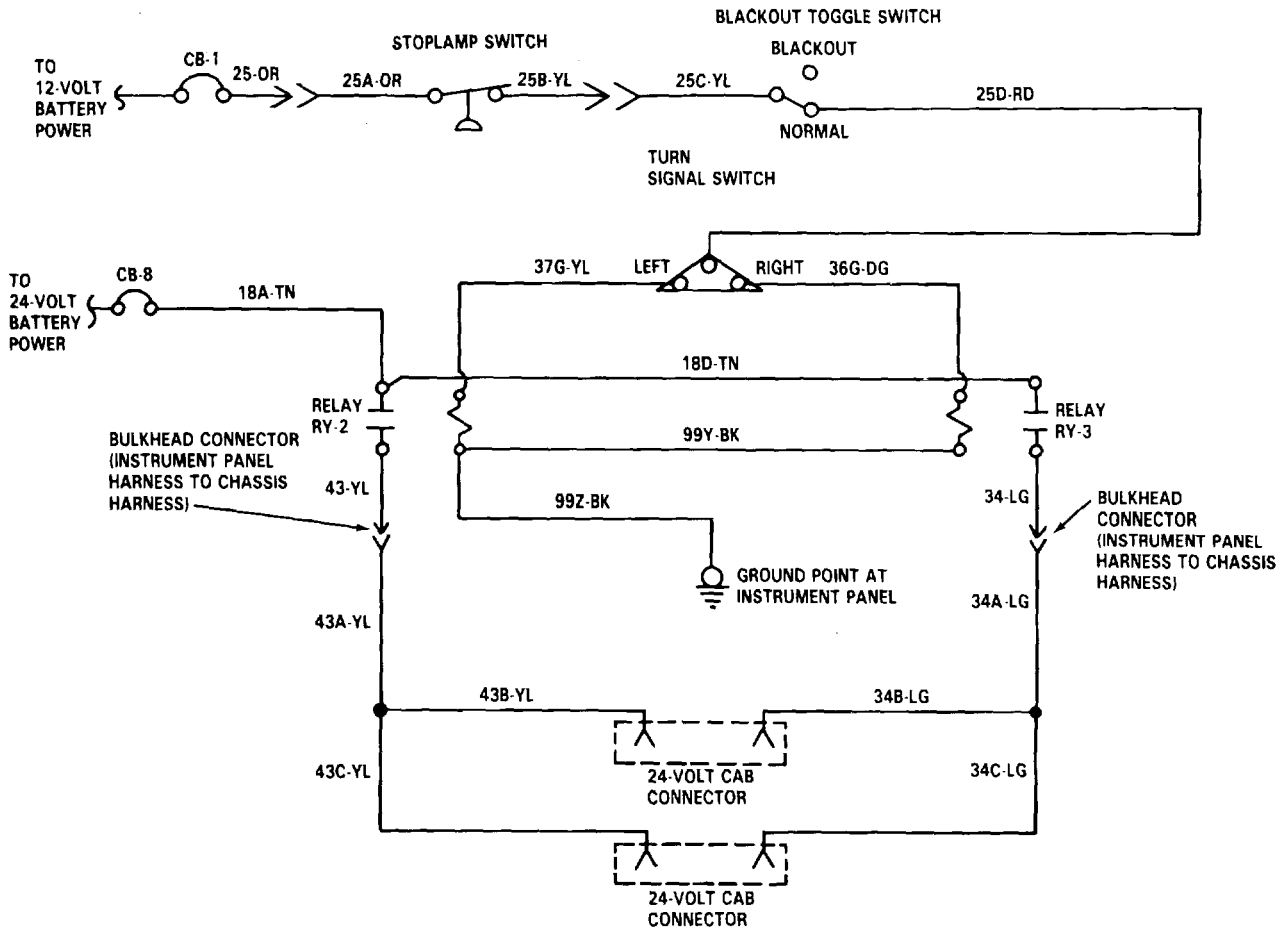 BLACKOUT TOGGLE SWITCH
STOPLAMP SWITCH
BLACKOUT
TO
12-VOLT
BATTERY
POWER
CB-1
25-OR
25A-OR
25B-YL
25C-YL
25D-RD
NORMAL
TURN
SIGNAL SWITCH
TO
24-VOLT
BATTERY
POWER
CB-8
18A-TN
37G-YL
LEFT
RIGHT
36G-DG
18D-TN
RELAY
RY-2
RELAY
RY-3
99Y-BK
BULKHEAD CONNECTOR
(INSTRUMENT PANEL
HARNESS TO CHASSIS
HARNESS)
43-YL
99Z-BK
34-LG
BULKHEAD
CONNECTOR
(INSTRUMENT PANEL
HARNESS TO CHASSIS
HARNESS)
GROUND POINT AT
INSTRUMENT PANEL
43A-YL
34A-LG
43B-YL
34B-LG
43C-YL
24-VOLT CAB
CONNECTOR
34C-LG
24-VOLT CAB
CONNECTOR